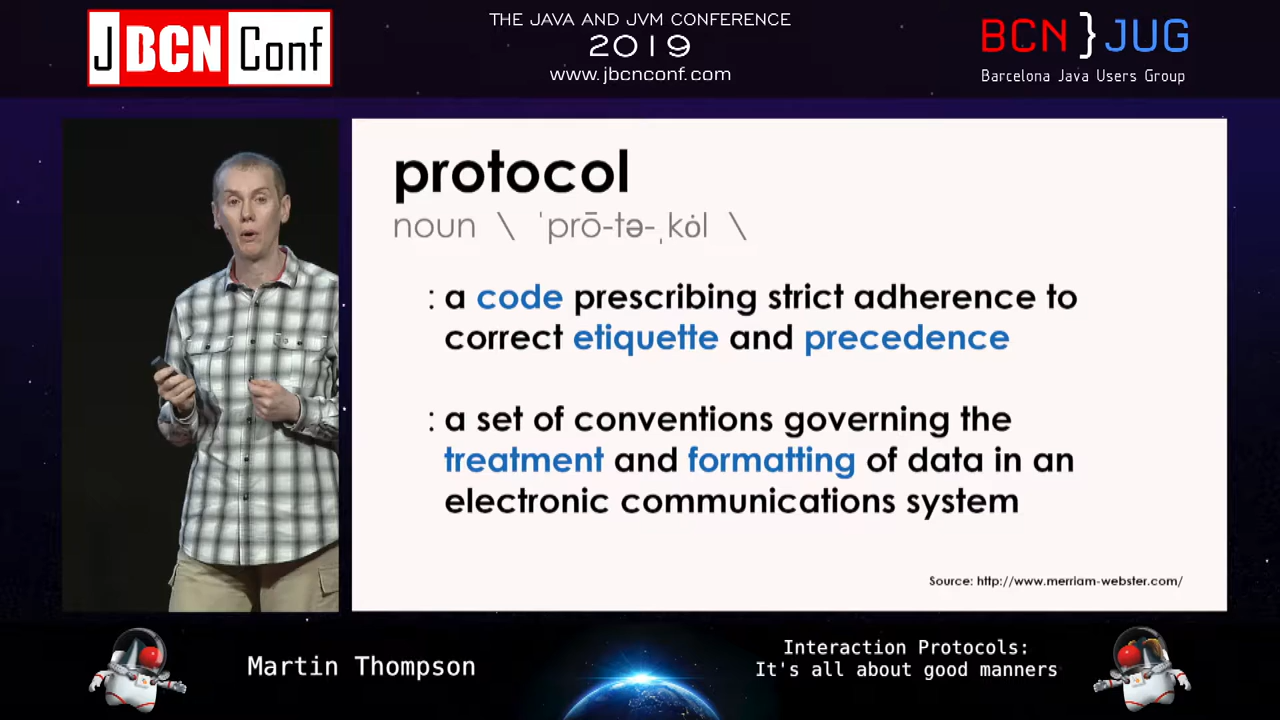 JBCNConf
THE JAVA AND JVM CONFERENCE
2019
www.jbcnconf.com
BCN}JUG
Barcelona Java Users Group
protocol
noun \ ˈprō-tə-ˌkȯl \
: a code prescribing strict adherence to
correct etiquette and precedence
: a set of conventions governing the
treatment and formatting of data in an
electronic communications system
Source: http://www.merriam-webster.com/
Martin Thompson
Interaction Protocols:
It's all about good manners